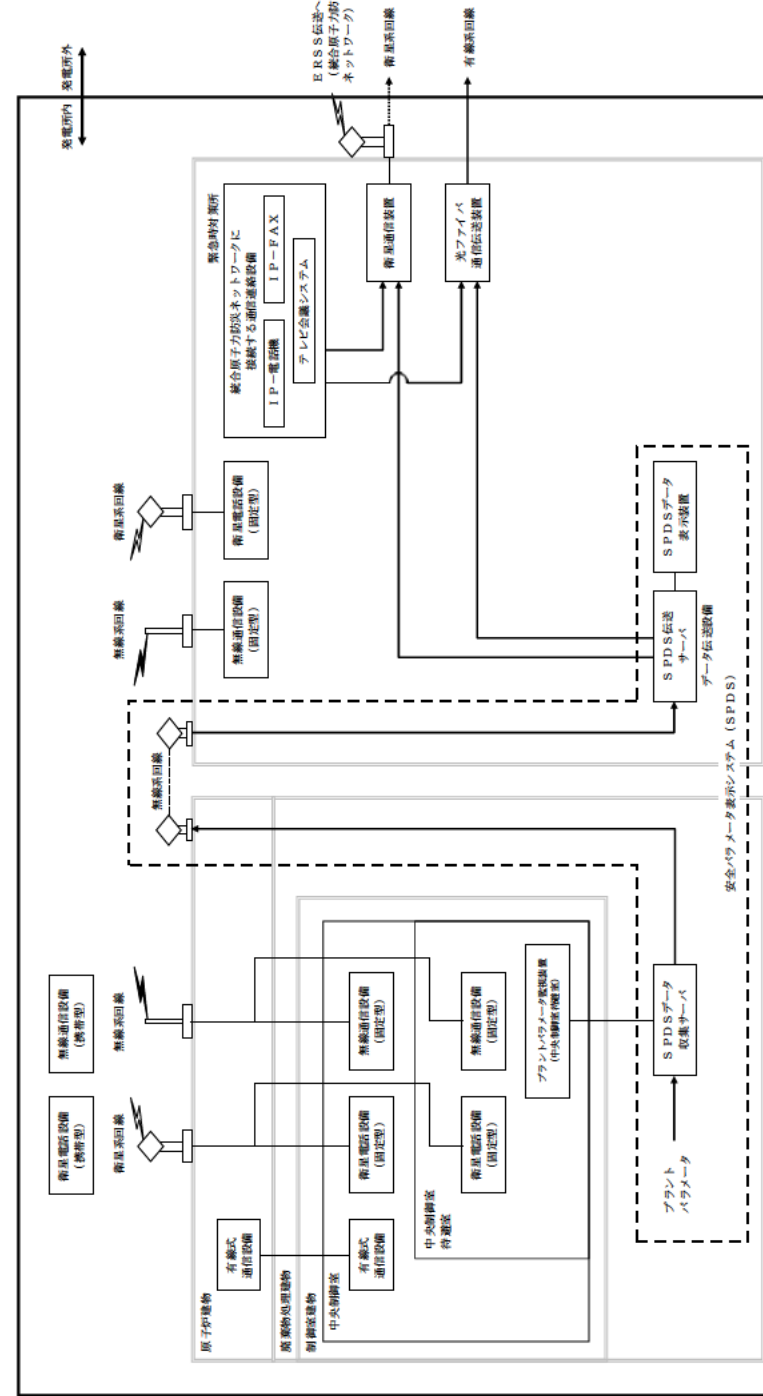 発電所内 発電所外
無線通信設備
(携帯型)
衛星電話設備
(携帯型)
無線系回線
衛星系回線
有線式
通信設備
有線式
通信設備
原子炉建物
廃棄物処理建物
制御室建物
中央制御室
中央制御室
待避室
無線通信設備
(固定型)
衛星電話設備
(固定型)
無線通信設備
(固定型)
衛星電話設備
(固定型)
プラントパラメータ監視装置
(中央制御室待避室)
プラント
パラメータ
SPDSデータ
収集サーバ
無線系回線
安全パラメータ表示システム(SPDS)
SPDS伝送
サーバ
データ伝送設備
SPDSデータ
表示装置
無線系回線
無線通信設備
(固定型)
衛星系回線
衛星電話設備
(固定型)
緊急時対策所
統合原子力防災ネットワークに
接続する通信連絡設備
IP-電話機
IP-FAX
テレビ会議システム
衛星通信装置
光ファイバ
通信伝送装置
ERSS伝送へ
(統合原子力防災
ネットワーク)
衛星系回線
有線系回線